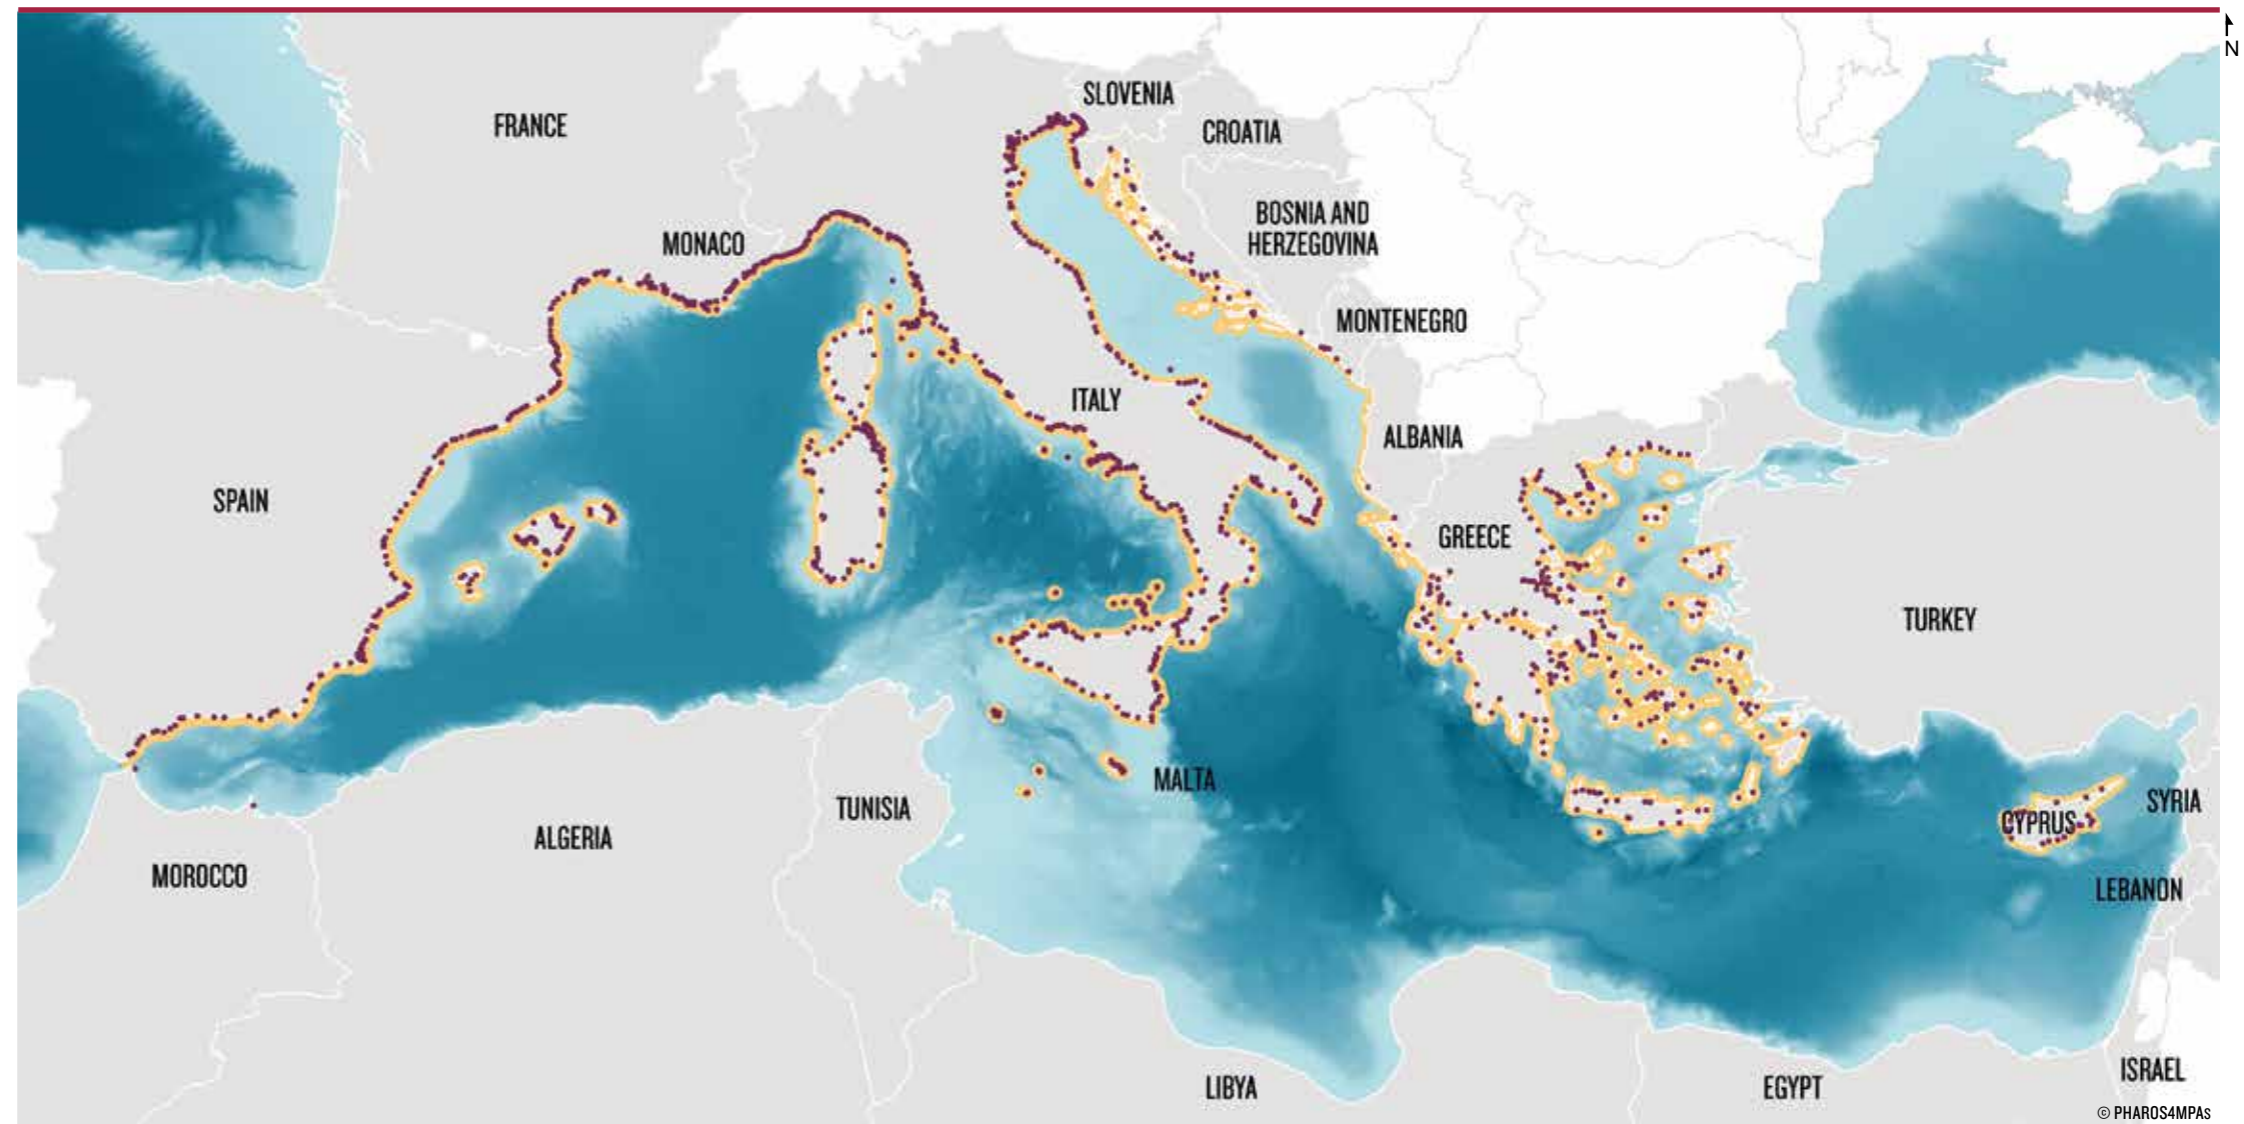 N
SLOVENIA
FRANCE
CROATIA
BOSNIA AND
HERZEGOVINA
MONACO
MONTENEGRO
ITALY
ALBANIA
SPAIN
GREECE
TURKEY
MALTA
SYRIA
TUNISIA
CYPRUS
ALGERIA
MOROCCO
LEBANON
ISRAEL
LIBYA
EGYPT
© PHAROS4MPAs